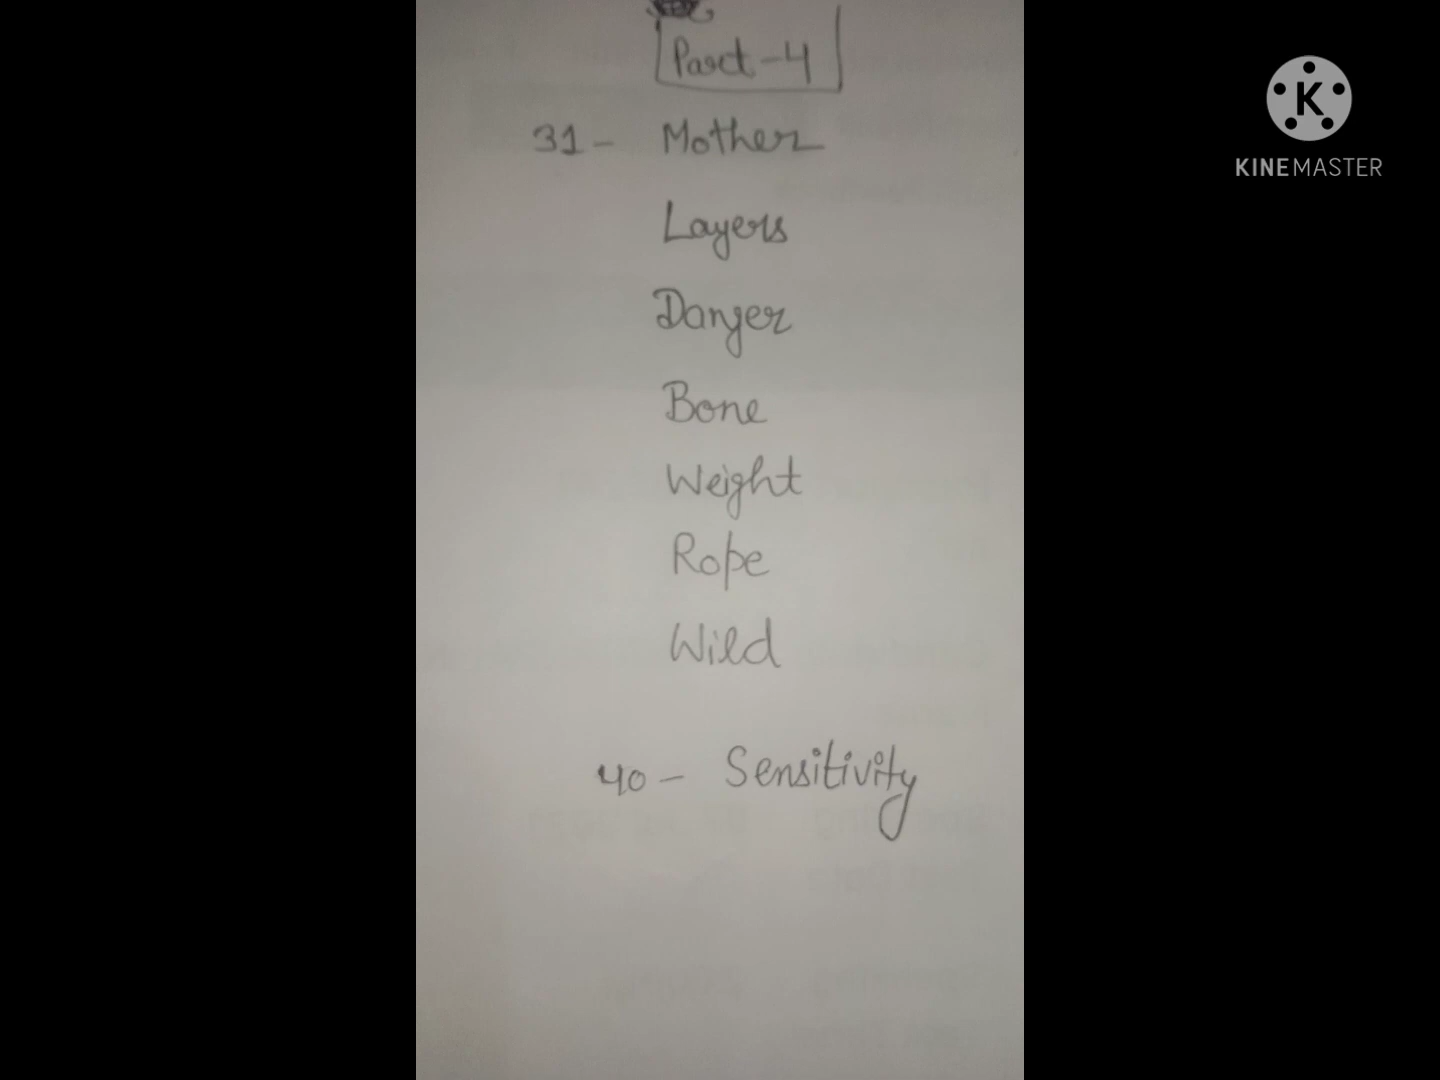 Part-4
KINEMASTER
31- Mother
Layers
Danger
Bone
Weight
Rope
Wild
40- Sensitivity